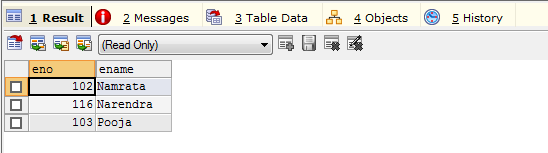 1 Result 2 Messages 3 Table Data 4 Objects 5 History
(Read Only)
eno ename
102 Namrata
116 Narendra
103 Pooja